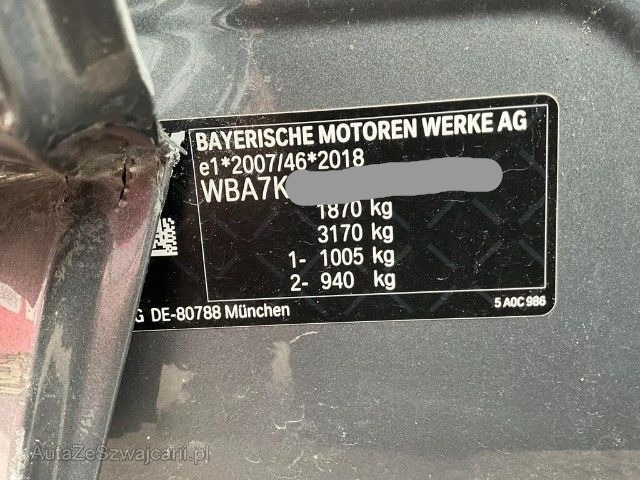 BAYERISCHE MOTOREN WERKE AG
e1*2007/46*2018
WBA7K
1870 kg
3170 kg
1- 1005 kg
2- 940 kg
G DE-80788 München
5 A0C 986
AutaZeSzwajcarii.pl